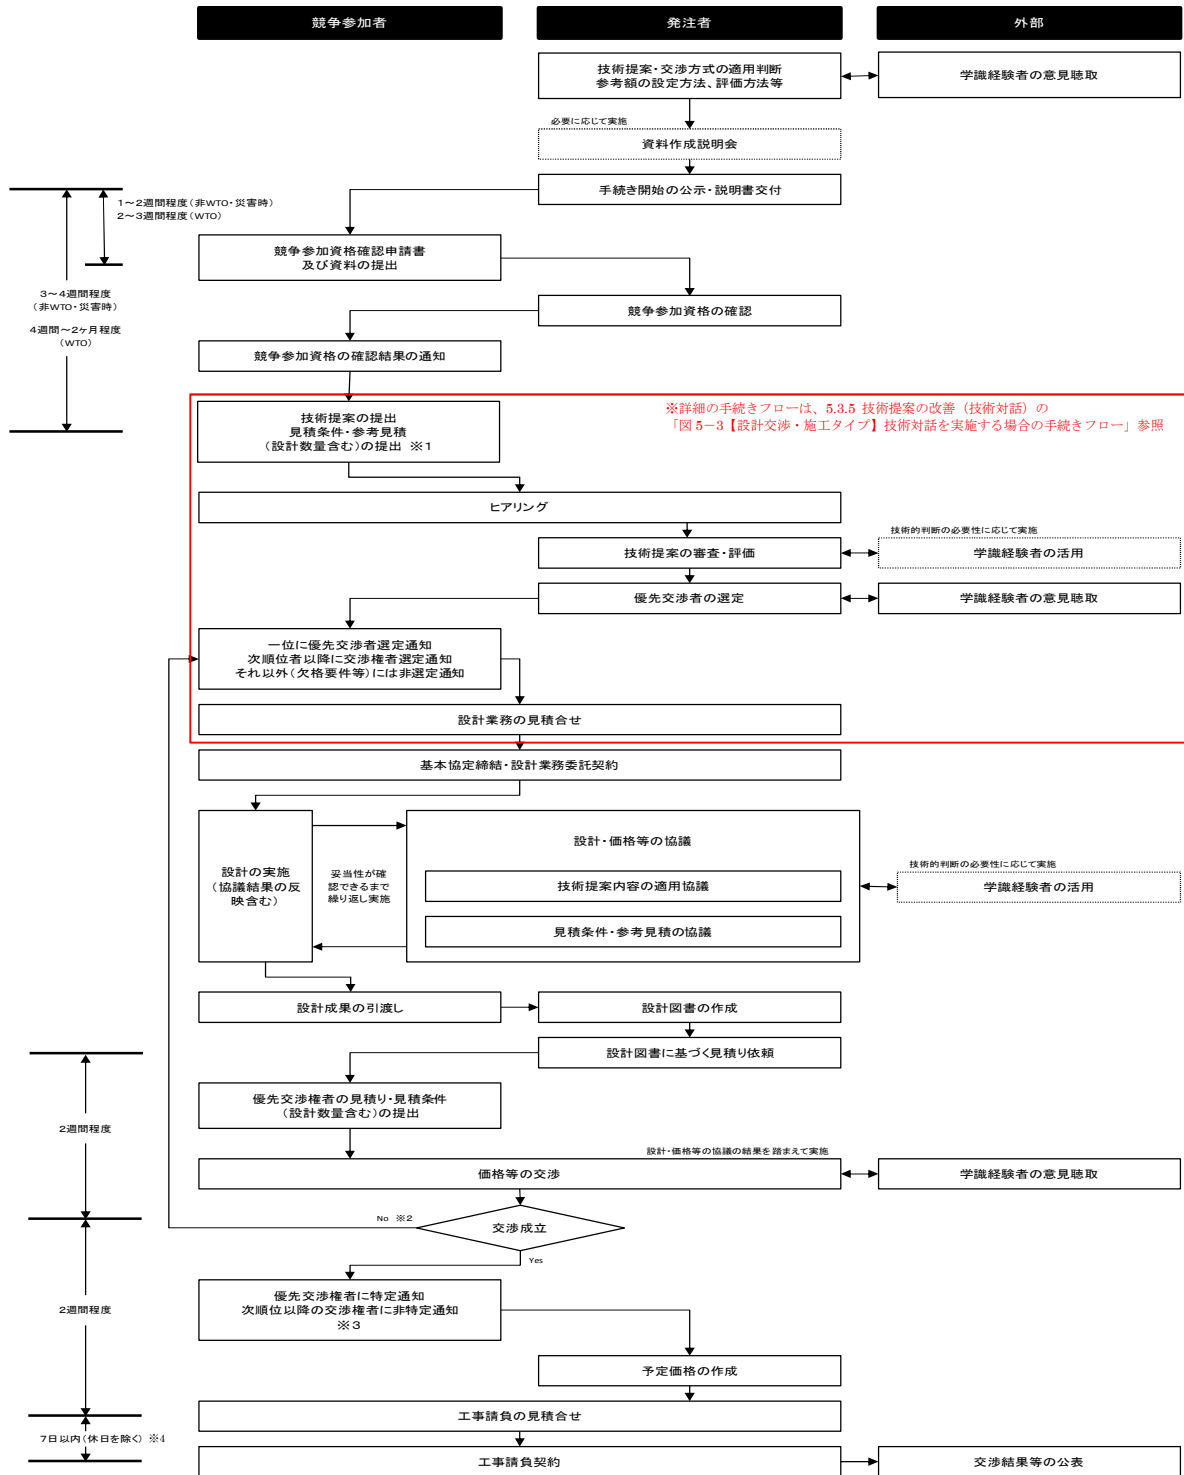 競争参加者
発注者
外部
技術提案・交渉方式の適用判断
参考額の設定方法、評価方法等
学識経験者の意見聴取
必要に応じて実施
資料作成説明会
手続き開始の公示・説明書交付
1～2週間程度(非WTO・災害時)
2～3週間程度(WTO)
競争参加資格確認申請書
及び資料の提出
3～4週間程度
(非WTO・災害時)
4週間～2ヶ月程度
(WTO)
競争参加資格の確認
競争参加資格の確認結果の通知
技術提案の提出
見積条件・参考見積
(設計数量含む)の提出 ※1
※詳細の手続きフローは、5.3.5 技術提案の改善（技術対話）の
「図 5－3【設計交渉・施工タイプ】技術対話を実施する場合の手続きフロー」参照
ヒアリング
技術的判断の必要性に応じて実施
技術提案の審査・評価
学識経験者の活用
優先交渉者の選定
学識経験者の意見聴取
一位に優先交渉者選定通知
次順位者以降に交渉権者選定通知
それ以外(欠格要件等)には非選定通知
設計業務の見積合せ
基本協定締結・設計業務委託契約
設計の実施
(協議結果の反
映含む)
妥当性が確
認できるまで
繰り返し実施
設計・価格等の協議
技術提案内容の適用協議
見積条件・参考見積の協議
技術的判断の必要性に応じて実施
学識経験者の活用
設計成果の引渡し
設計図書の作成
設計図書に基づく見積り依頼
優先交渉権者の見積り・見積条件
(設計数量含む)の提出
2週間程度
設計・価格等の協議の結果を踏まえて実施
価格等の交渉
学識経験者の意見聴取
No ※2
交渉成立
Yes
優先交渉権者に特定通知
次順位以降の交渉権者に非特定通知
※3
2週間程度
予定価格の作成
工事請負の見積合せ
7日以内(休日を除く) ※4
工事請負契約
交渉結果等の公表